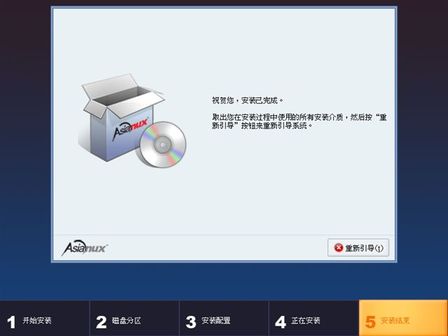 祝贺您，安装已完成。
取出您在安装过程中使用的所有安装介质，然后按“重
新引导”按钮来重新引导系统。
Asianux
Asianux
重新引导(t)
1 开始安装
2 磁盘分区
3 安装配置
4 正在安装
5 安装结束